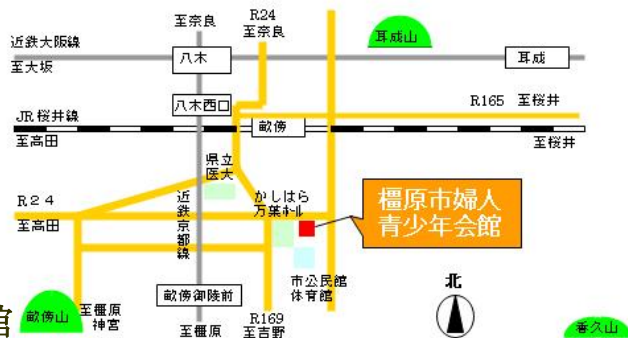 至奈良
R24
至奈良
近鉄大阪線
至大坂
八木
耳成山
耳成
八木西口
R165 至桜井
JR桜井線
至高田
畝傍
至桜井
県立
医大
かしはら
万葉ホール
橿原市婦人
青少年会館
R24
至高田
近鉄京都線
市公民館
体育館
畝傍御陵前
北
館
畝傍山
至橿原
神宮
至橿原
R169
至吉野
香久山